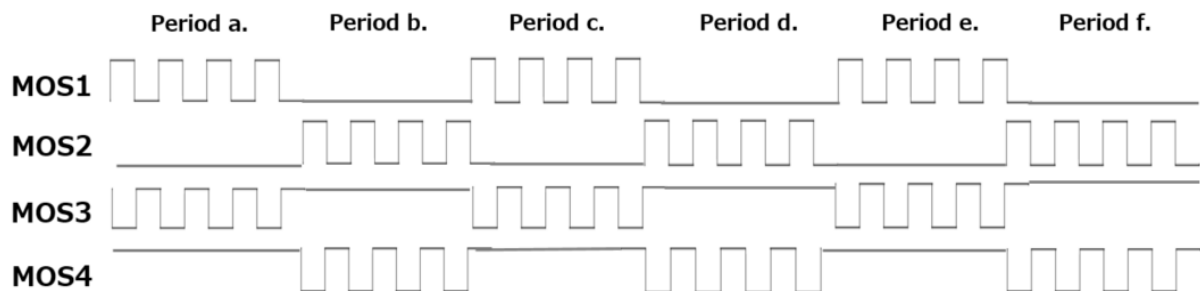 Period a. Period b. Period c. Period d. Period e. Period f.
MOS1
MOS2
MOS3
MOS4